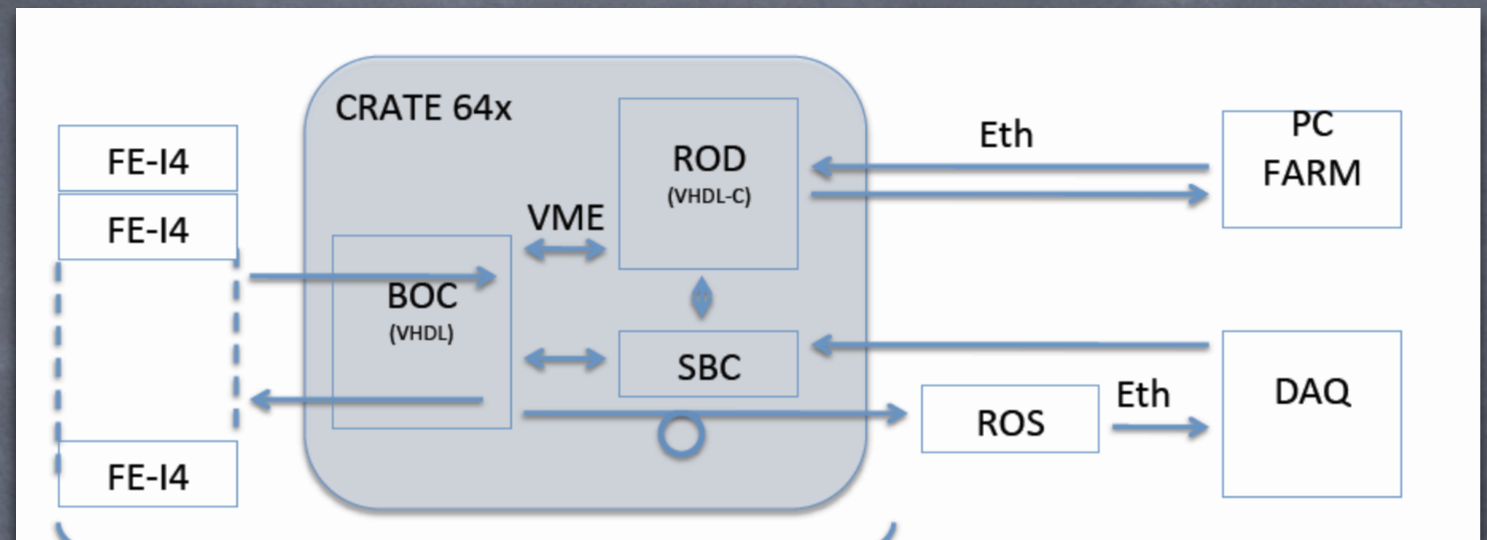 CRATE 64x
FE-I4
FE-I4
FE-I4
BOC
(VHDL)
VME
ROD
(VHDL-C)
SBC
Eth
PC
FARM
ROS
Eth
DAQ